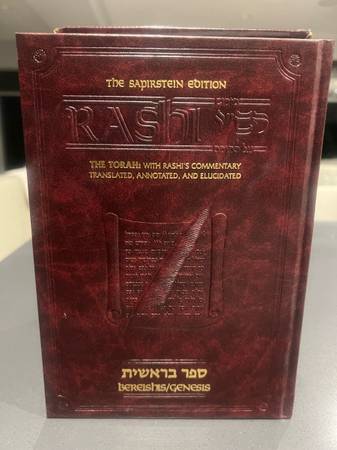 THE SAPIRSTEIN EDITION
RASHI
רש"י
THE TORAH: WITH RASHI'S COMMENTARY
TRANSLATED, ANNOTATED, AND ELUCIDATED
ספר בראשית
BEREISHIS/GENESIS